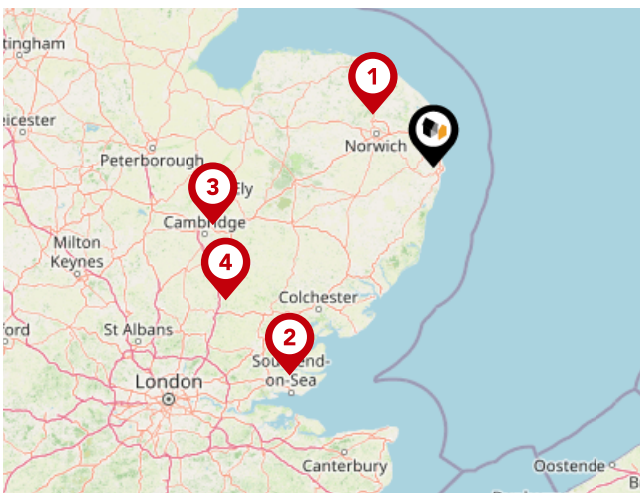 tingham
1
eicester
Norwich
Peterborough
3
Ely
Cambridge
Milton
Keynes
4
Colchester
ford
St Albans
2
Southend-
on-Sea
London
Canterbury
Oostende
B